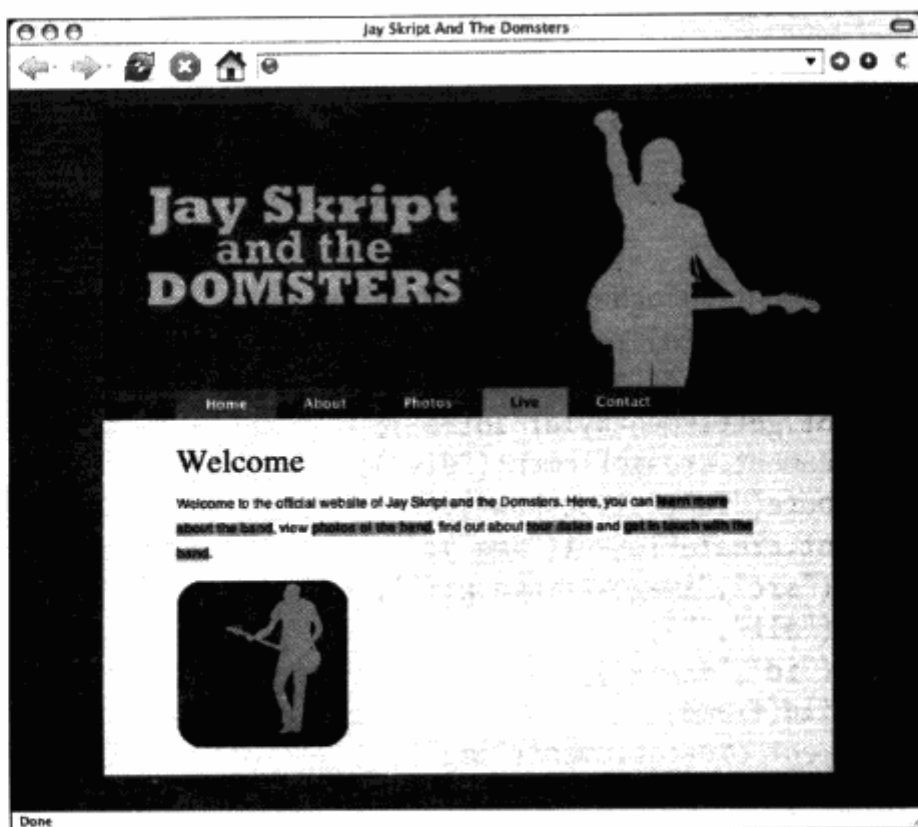 Jay Skript And The Domsters
Jay Skript
and the
DOMSTERS
Home About Photos Live Contact
Welcome
Welcome to the official website of Jay Skript and the Domsters. Here, you can learn more
about the band, view photos of the band, find out about tour dates and get in touch with the
band.
Done